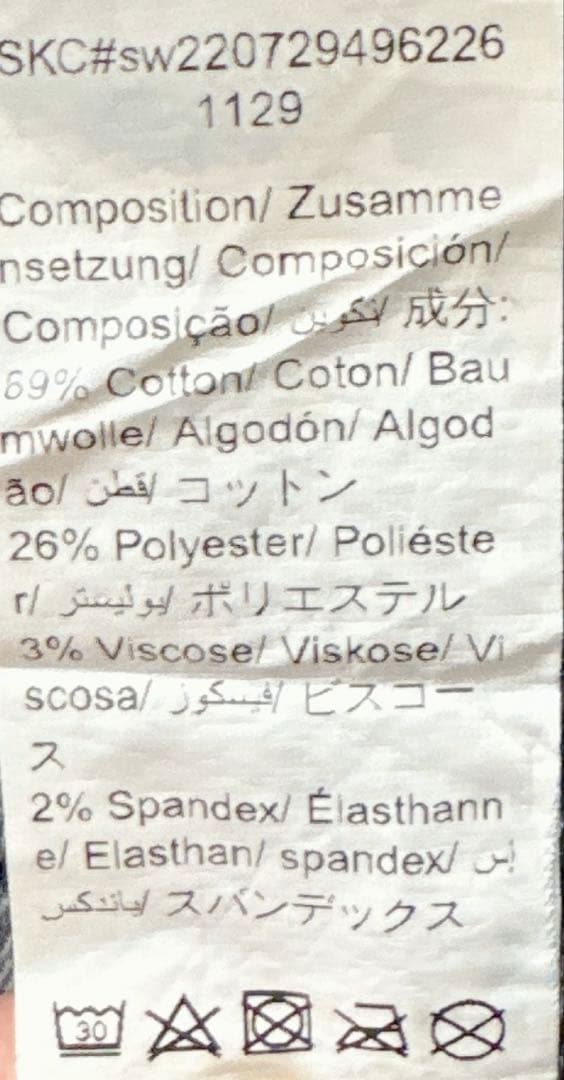 SKC#sw220729496226
1129
Composition/ Zusamme
nsetzung/ Composición/
Composição/ تكوين/ 成分:
69% Cotton/ Coton/ Bau
mwolle/ Algodón/ Algod
ão/ قطن/ コットン
26% Polyester/ Poliéste
r/ بوليستر/ ポリエステル
3% Viscose/ Viskose/ Vi
scosa/ فيسكوز/ ビスコー
ス
2% Spandex/ Élasthann
e/ Elasthan/ spandex/ إس
باندكس/ スパンデックス
30